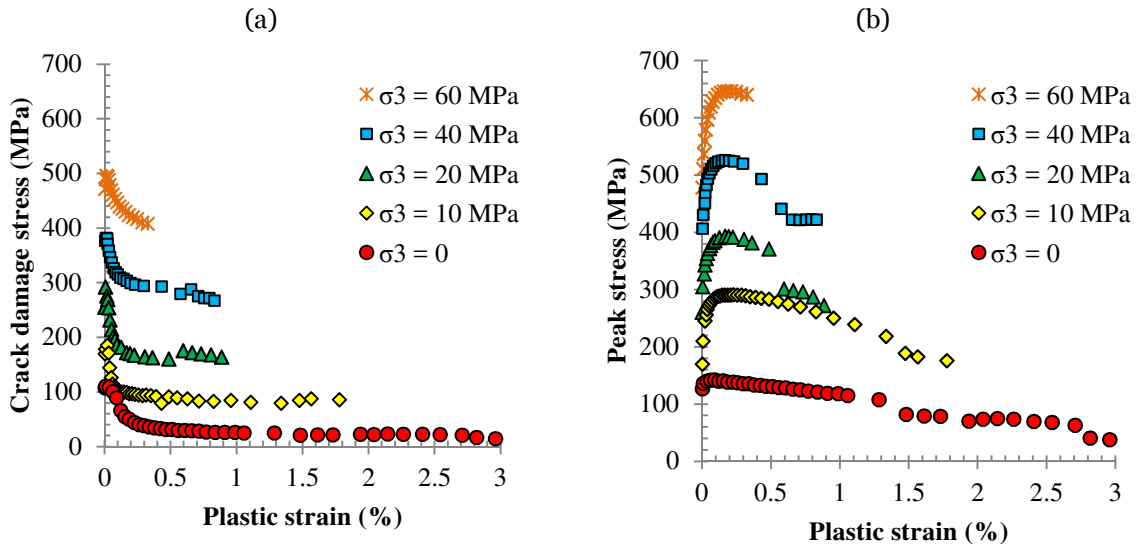 (a)
Crack damage stress (MPa)
700
600
500
400
300
200
100
0
0
0.5
1
1.5
2
2.5
3
Plastic strain (%)
σ3 = 60 MPa
σ3 = 40 MPa
σ3 = 20 MPa
σ3 = 10 MPa
σ3 = 0
(b)
Peak stress (MPa)
700
600
500
400
300
200
100
0
0
0.5
1
1.5
2
2.5
3
Plastic strain (%)
σ3 = 60 MPa
σ3 = 40 MPa
σ3 = 20 MPa
σ3 = 10 MPa
σ3 = 0